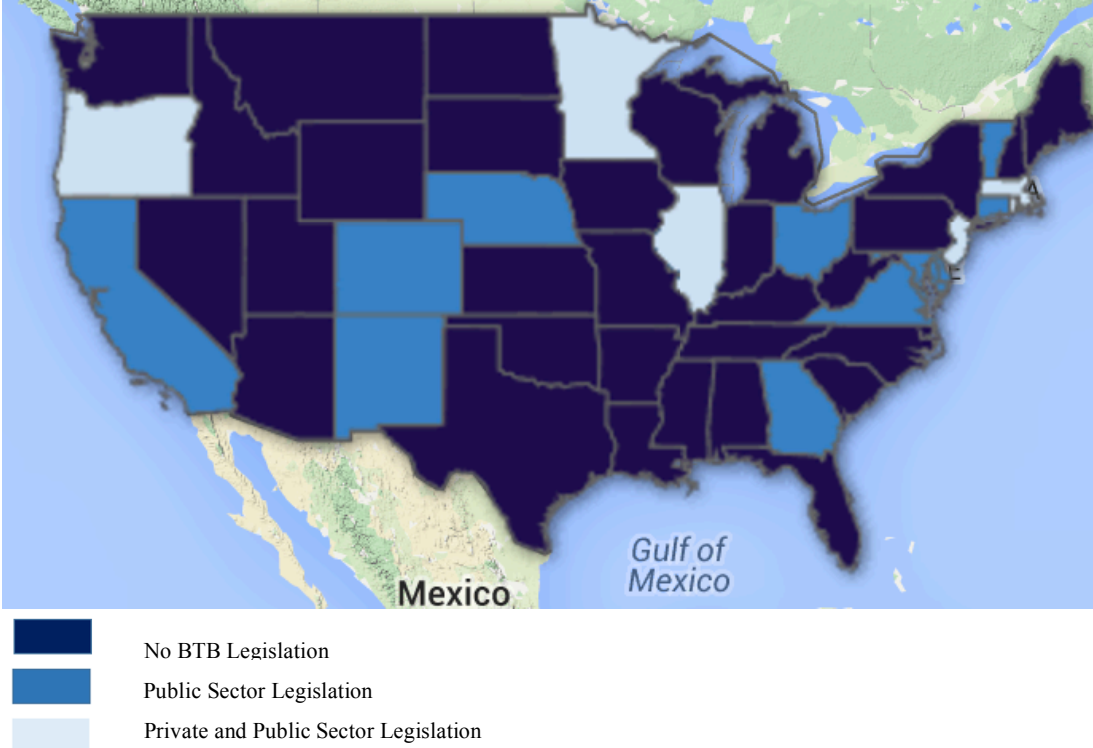 Gulf of
Mexico
Mexico
No BTB Legislation
Public Sector Legislation
Private and Public Sector Legislation